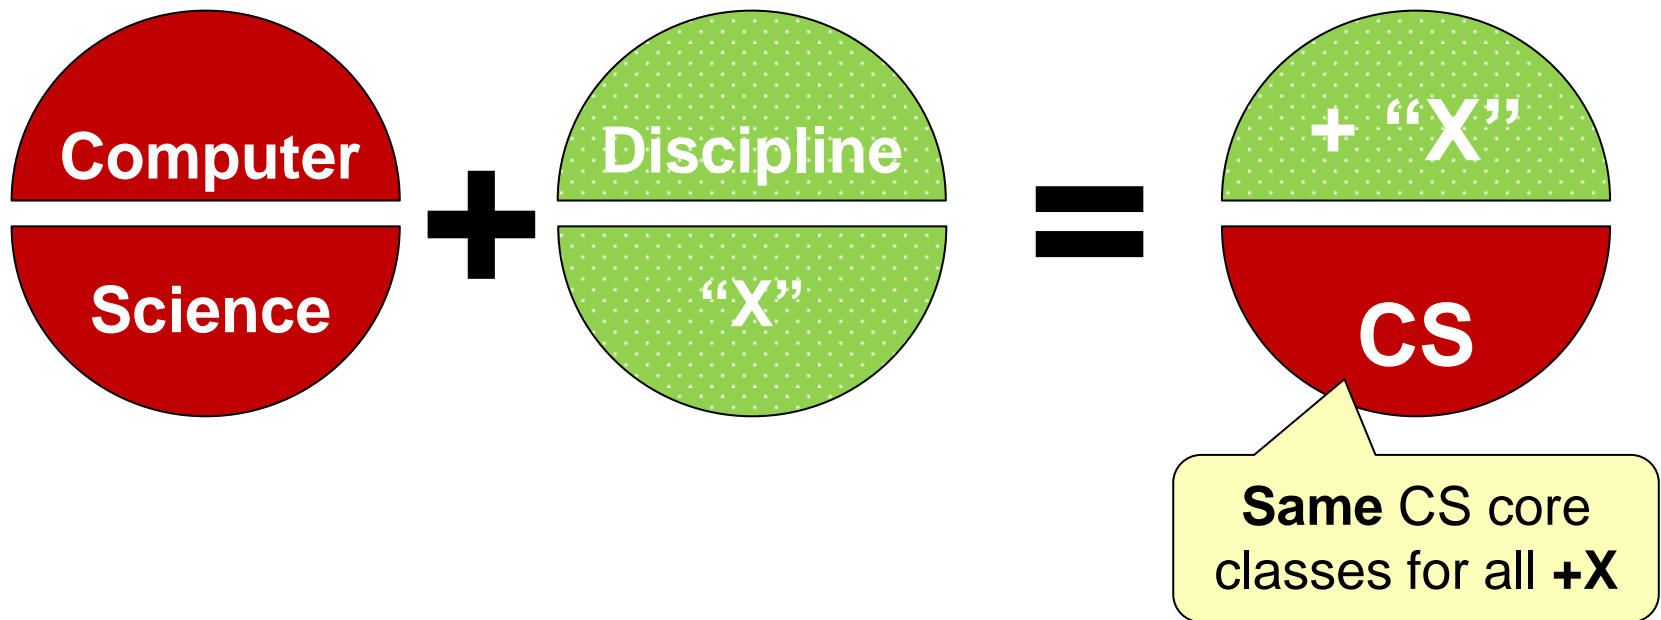 Computer
Science
+
Discipline
“X”
=
+ “X”
CS
Same CS core
classes for all +X